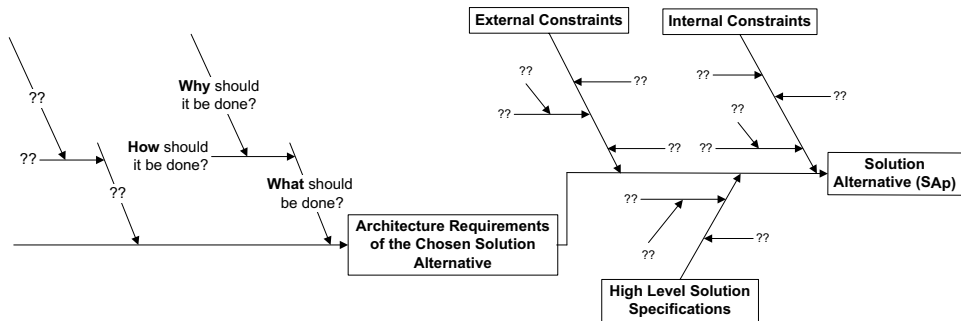 External Constraints
Internal Constraints
??
??
??
??
??
??
??
??
??
??
Why should
it be done?
??
How should
it be done?
??
What should
be done?
Solution
Alternative (SAp)
??
??
??
??
Architecture Requirements
of the Chosen Solution
Alternative
High Level Solution
Specifications